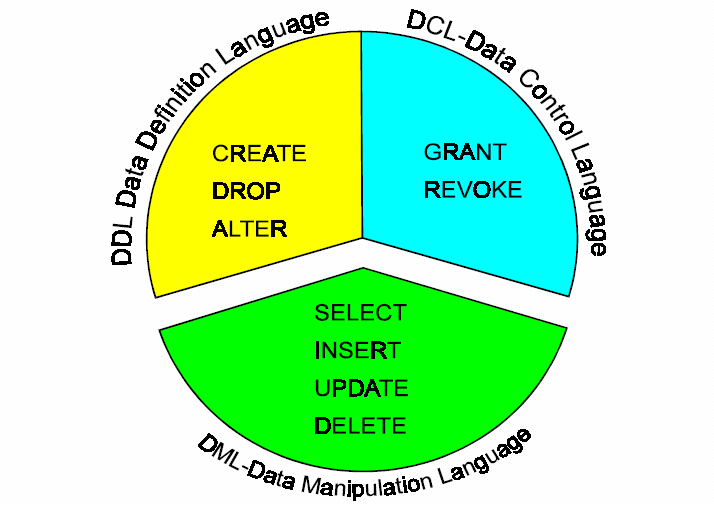 DDL Data Definition Language
CREATE
DROP
ALTER
DCL-Data Control Language
GRANT
REVOKE
SELECT
INSERT
UPDATE
DELETE
DML-Data Manipulation Language